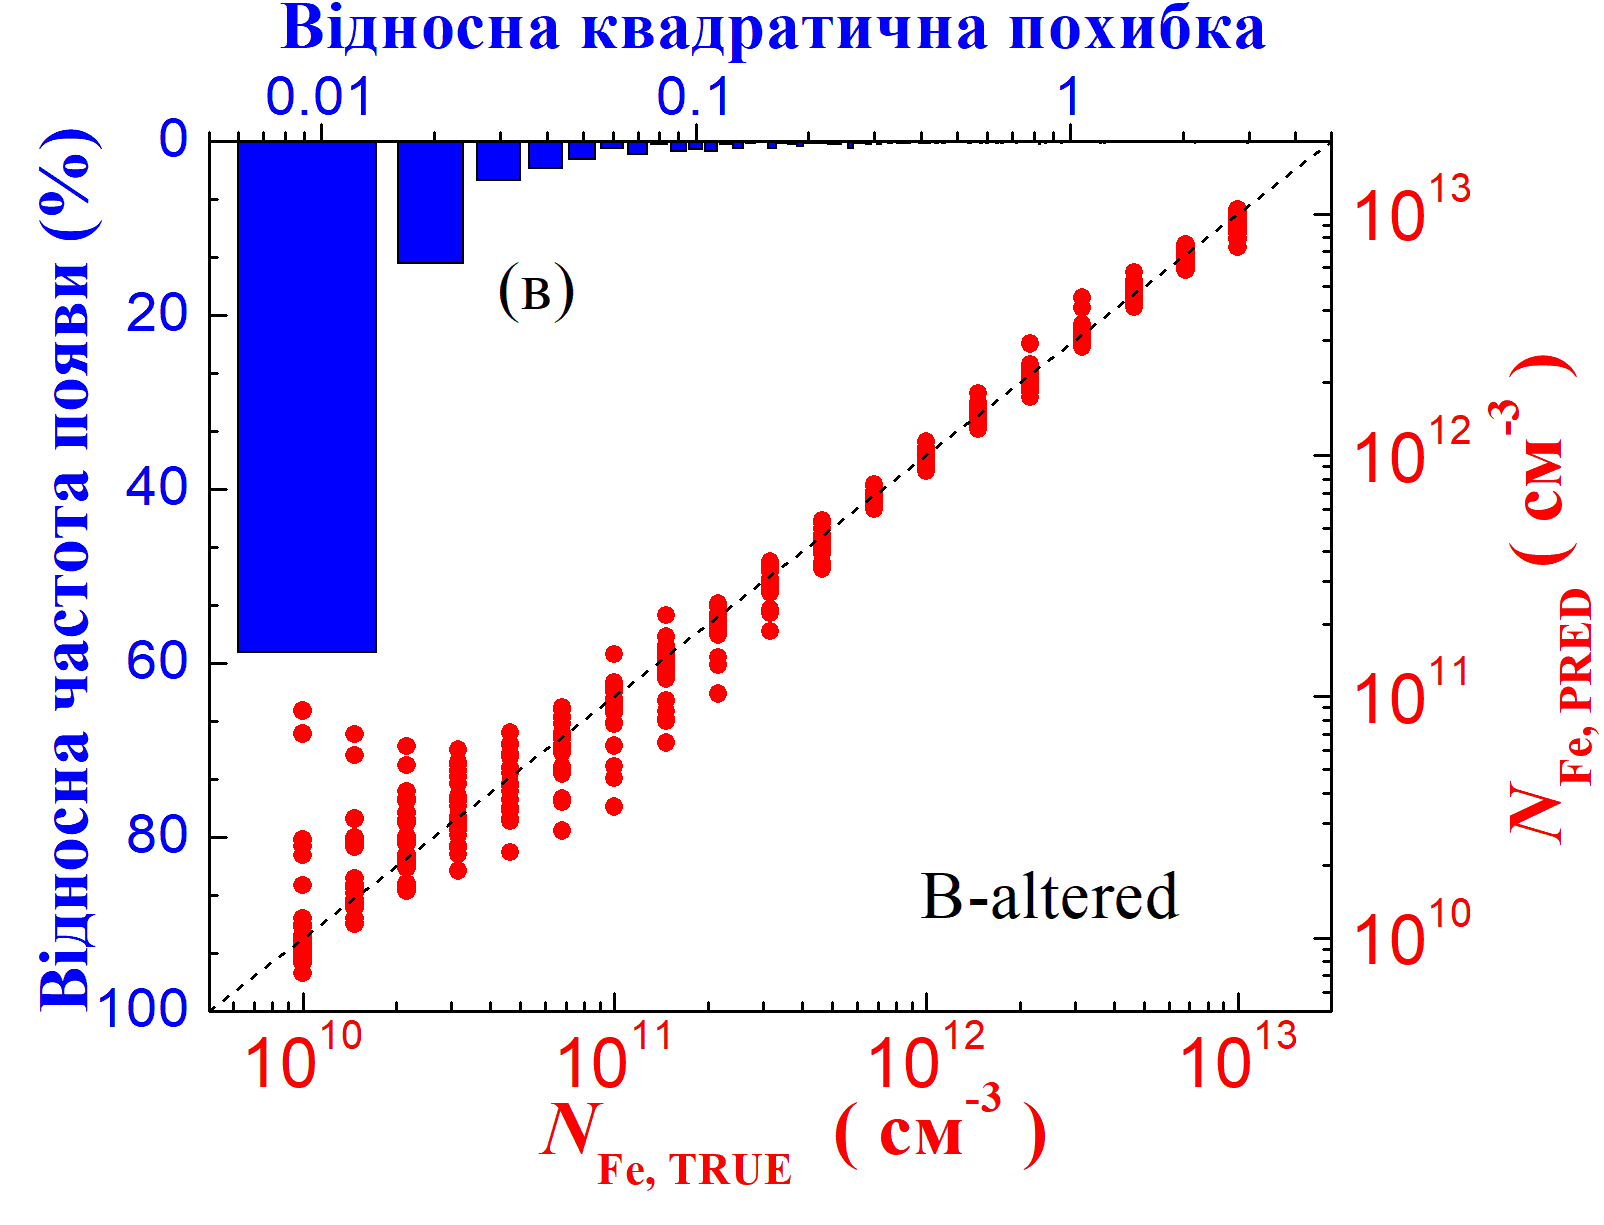 Відносна квадратична похибка
0.01 0.1 1
Відносна частота появи (%)
0
20
40
60
80
100
(в)
B-altered
10^13
10^12
10^11
10^10
N_Fe, PRED ( см^-3 )
10^10 10^11 10^12 10^13
N_Fe, TRUE ( см^-3 )